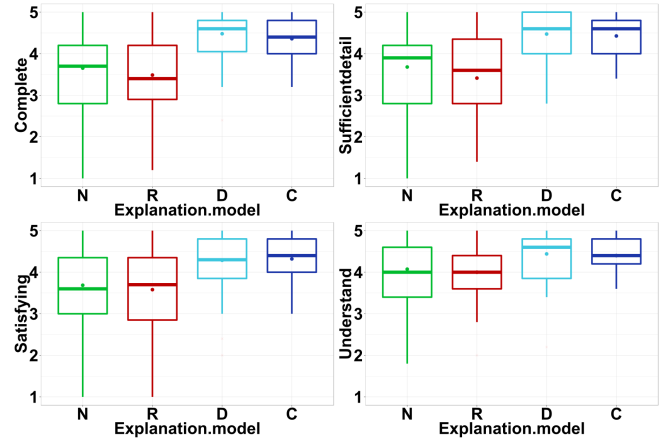 Complete
5
4
3
2
1
N R D C
Explanation.model
Sufficientdetail
5
4
3
2
1
N R D C
Explanation.model
Satisfying
5
4
3
2
1
N R D C
Explanation.model
Understand
5
4
3
2
1
N R D C
Explanation.model